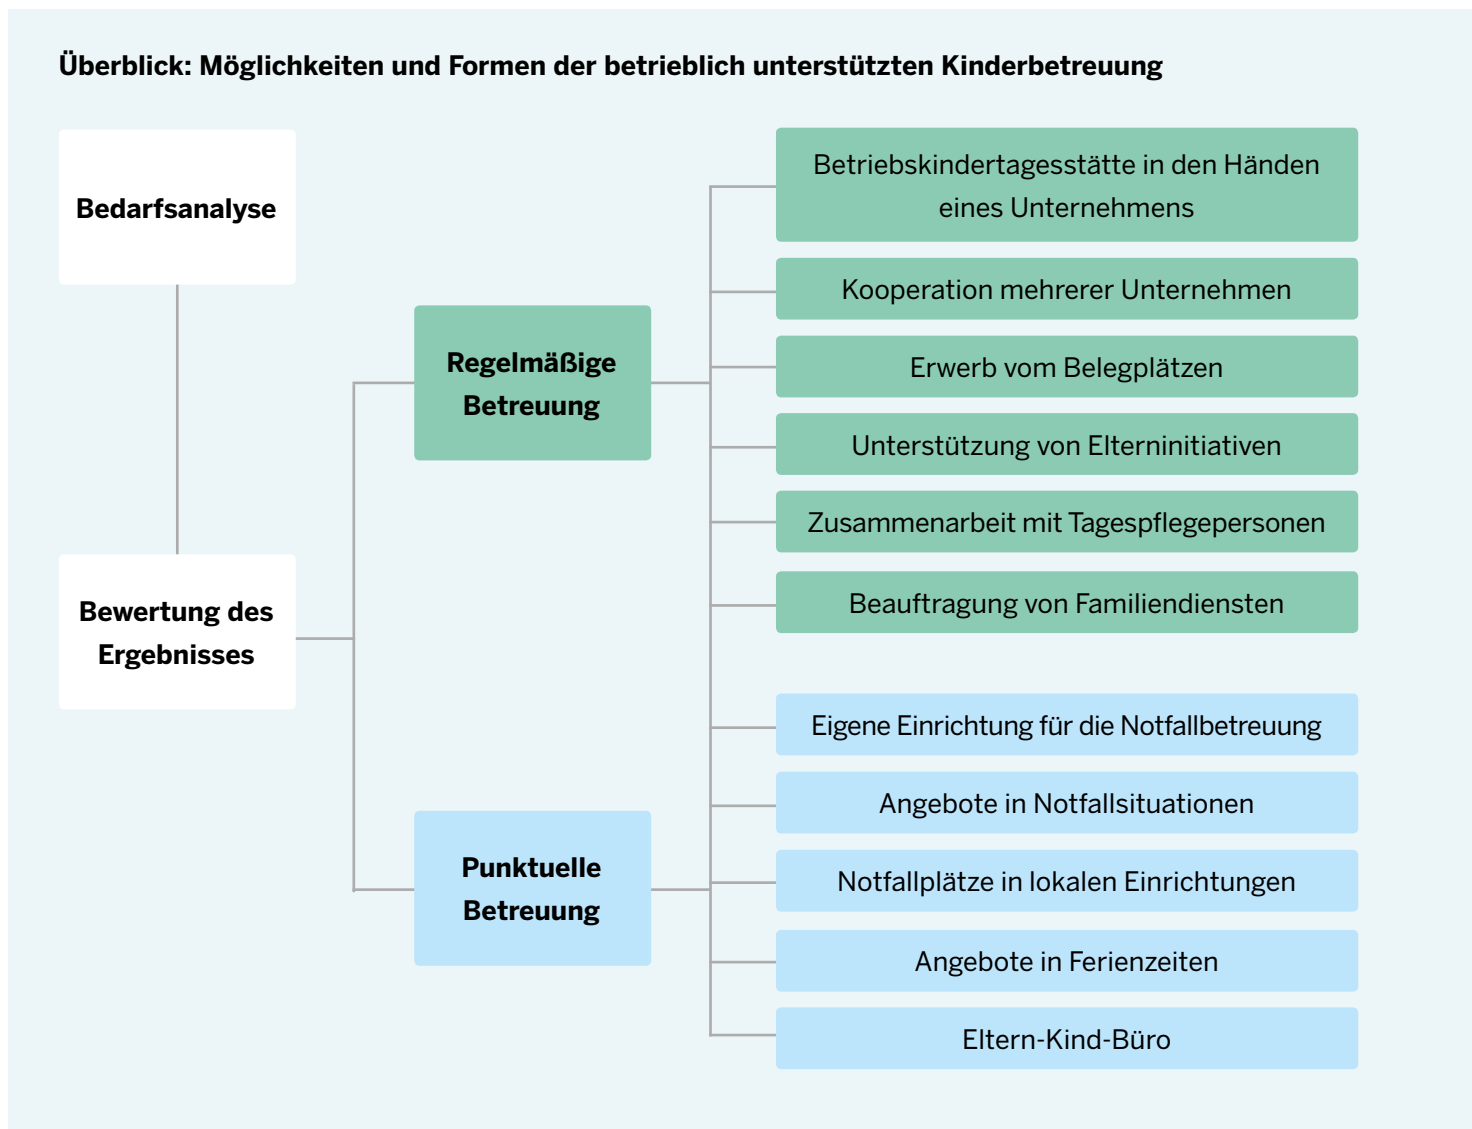 Überblick: Möglichkeiten und Formen der betrieblich unterstützten Kinderbetreuung
Bedarfsanalyse
Bewertung des
Ergebnisses
Regelmäßige
Betreuung
Betriebskindertagesstätte in den Händen
eines Unternehmens
Kooperation mehrerer Unternehmen
Erwerb vom Belegplätzen
Unterstützung von Elterninitiativen
Zusammenarbeit mit Tagespflegepersonen
Beauftragung von Familiendiensten
Punktuelle
Betreuung
Eigene Einrichtung für die Notfallbetreuung
Angebote in Notfallsituationen
Notfallplätze in lokalen Einrichtungen
Angebote in Ferienzeiten
Eltern-Kind-Büro